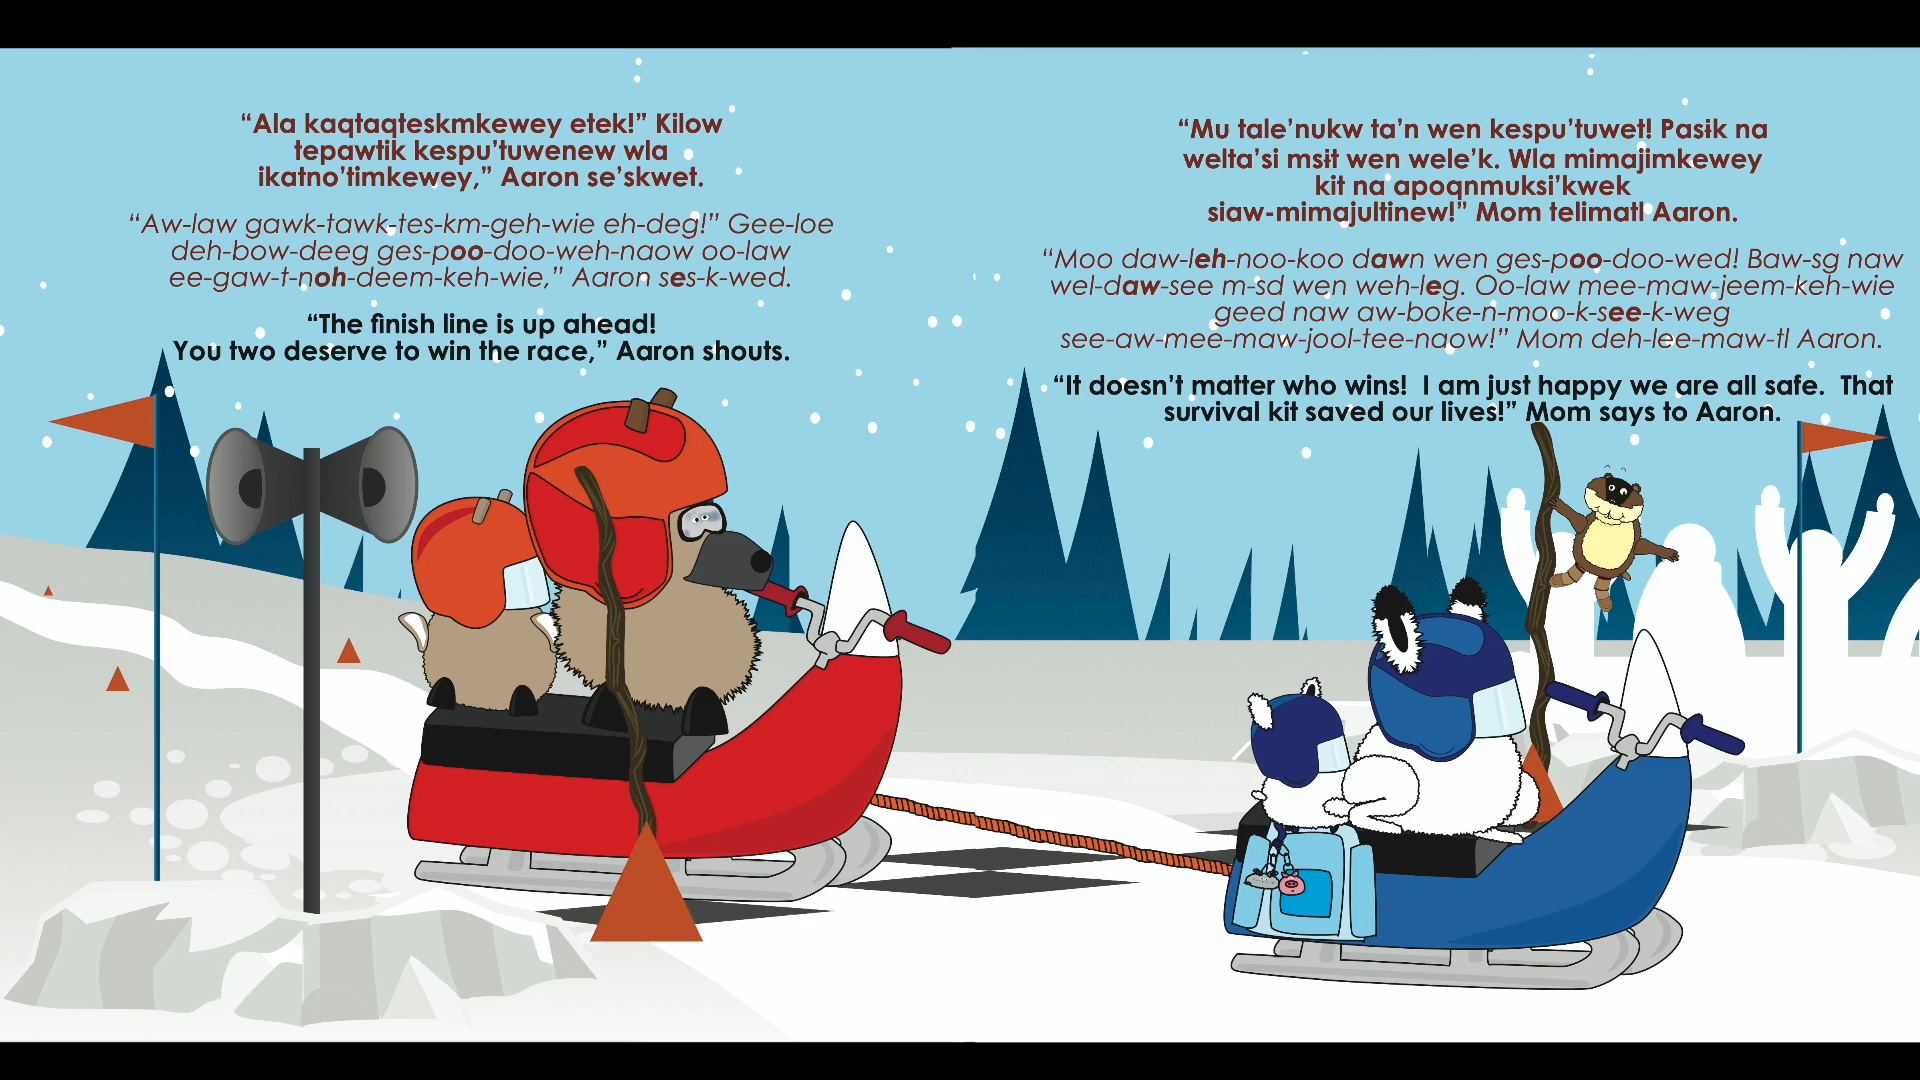 “Ala kaqtaqteskmkewey etek!” Kilow
tepawtik kespu’tuwenew wla
ikatno’timkewey,” Aaron se’skwet.
“Aw-law gawk-tawk-tes-km-geh-wie eh-deg!” Gee-loe
deh-bow-deeg ges-poo-doo-weh-naow oo-law
ee-gaw-t-noh-deem-keh-wie,” Aaron ses-k-wed.
“The finish line is up ahead!
You two deserve to win the race,” Aaron shouts.
“Mu tale’nukw ta’n wen kespu’tuwet! Pasɨk na
welta’si msɨt wen wele’k. Wla mimajimkewey
kit na apoqnmuksi’kwek
siaw-mimajultinew!” Mom telimatl Aaron.
“Moo daw-leh-noo-koo dawn wen ges-poo-doo-wed! Baw-sg naw
wel-daw-see m-sd wen weh-leg. Oo-law mee-maw-jeem-keh-wie
geed naw aw-boke-n-moo-k-see-k-weg
see-aw-mee-maw-jool-tee-naow!” Mom deh-lee-maw-tl Aaron.
“It doesn’t matter who wins!  I am just happy we are all safe.  That
survival kit saved our lives!” Mom says to Aaron.